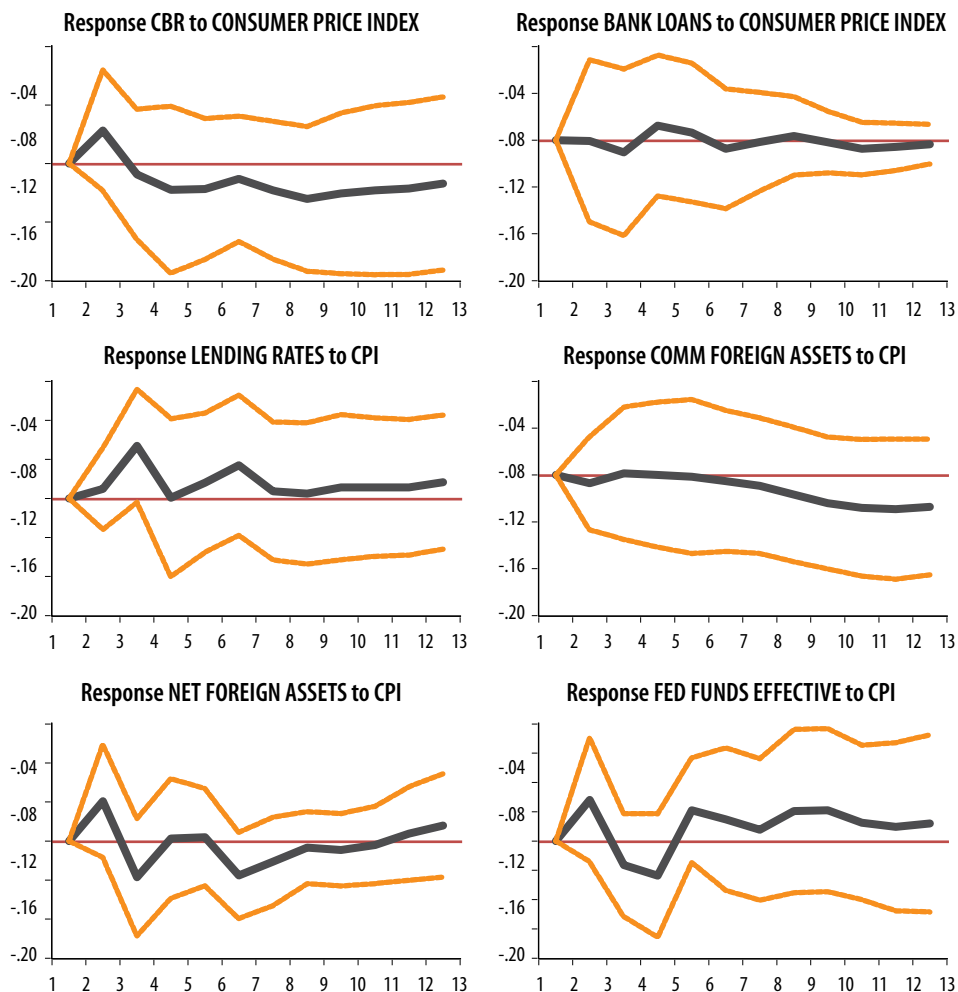 Response CBR to CONSUMER PRICE INDEX
-.04
-.08
-.12
-.16
-.20
1 2 3 4 5 6 7 8 9 10 11 12 13
Response BANK LOANS to CONSUMER PRICE INDEX
-.04
-.08
-.12
-.16
-.20
1 2 3 4 5 6 7 8 9 10 11 12 13
Response LENDING RATES to CPI
-.04
-.08
-.12
-.16
-.20
1 2 3 4 5 6 7 8 9 10 11 12 13
Response COMM FOREIGN ASSETS to CPI
-.04
-.08
-.12
-.16
-.20
1 2 3 4 5 6 7 8 9 10 11 12 13
Response NET FOREIGN ASSETS to CPI
-.04
-.08
-.12
-.16
-.20
1 2 3 4 5 6 7 8 9 10 11 12 13
Response FED FUNDS EFFECTIVE to CPI
-.04
-.08
-.12
-.16
-.20
1 2 3 4 5 6 7 8 9 10 11 12 13